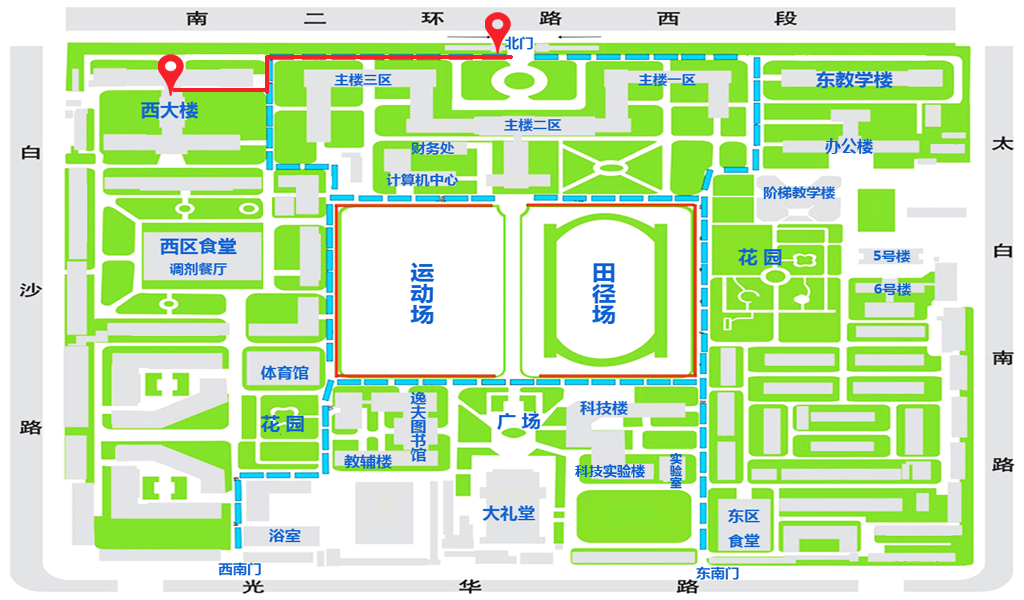 南二环路西段
北门
主楼三区
主楼一区
东教学楼
西大楼
主楼二区
办公楼
财务处
白沙路
太白南路
计算机中心
阶梯教学楼
西区食堂
调剂餐厅
运动场
田径场
花园
5号楼
6号楼
体育馆
花园
逸夫图书馆
广场
科技楼
教辅楼
科技实验楼
实验室
大礼堂
东区
食堂
浴室
西南门
东南门
光华路